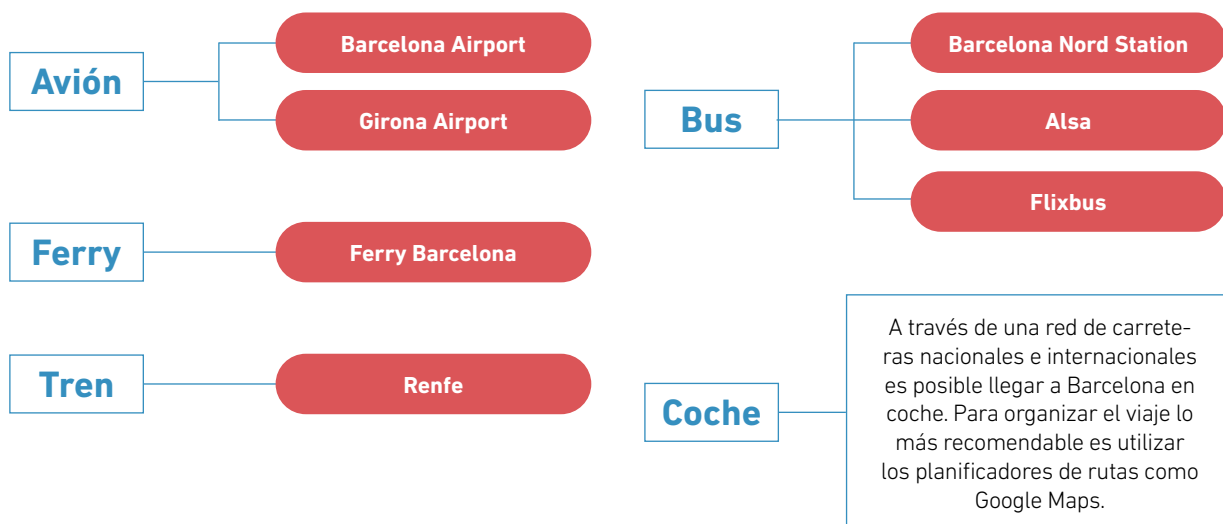 Avión
Barcelona Airport
Girona Airport
Ferry
Ferry Barcelona
Tren
Renfe
Bus
Barcelona Nord Station
Alsa
Flixbus
Coche
A través de una red de carrete-
ras nacionales e internacionales
es posible llegar a Barcelona en
coche. Para organizar el viaje lo
más recomendable es utilizar
los planificadores de rutas como
Google Maps.